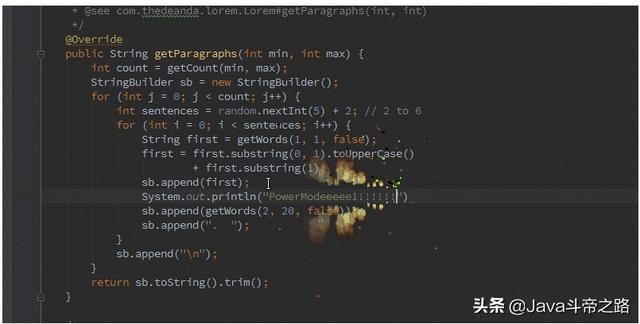 * @see com.thedeanda.lorem.Lorem#getParagraphs(int, int)
*/
@Override
public String getParagraphs(int min, int max) {
int count = getCount(min, max);
StringBuilder sb = new StringBuilder();
for (int j = 0; j < count; j++) {
int sentences = random.nextInt(5) + 2; // 2 to 6
for (int i = 0; i < sentences; i++) {
String first = getWords(1, 1, false);
first = first.substring(0, 1).toUpperCase()
+ first.substring(1);
sb.append(first);
System.out.println("PowerModeeeee1!!!!!!!")
sb.append(getWords(2, 20, false));
sb.append(".  ");
}
sb.append("\n");
}
return sb.toString().trim();
}
头条 @Java斗帝之路